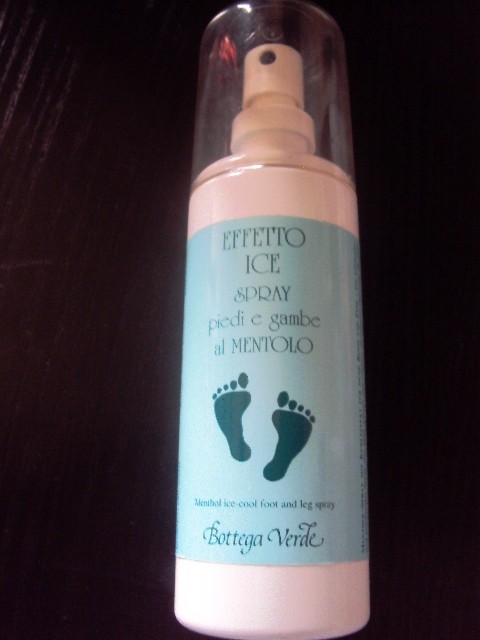 EFFETTO
ICE
SPRAY
piedi e gambe
al MENTOLO
Menthol ice-cool foot and leg spray
Bottega Verde